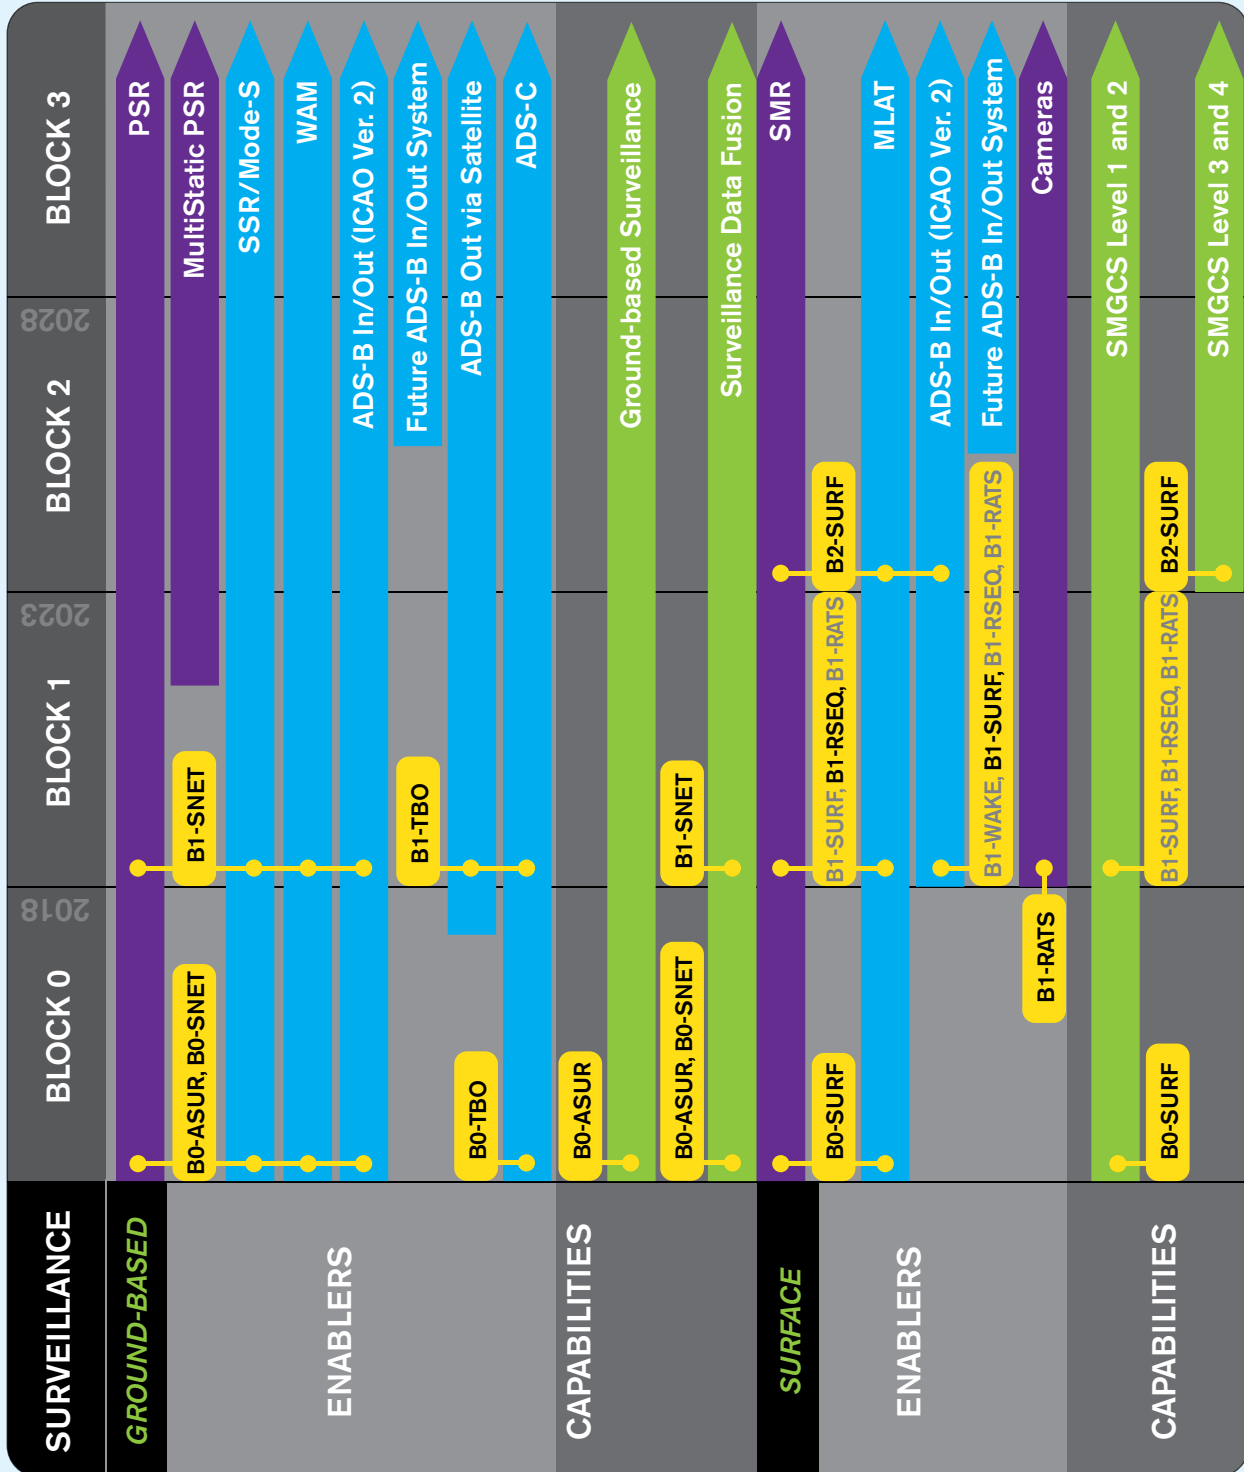 SURVEILLANCE
BLOCK 0
2018
BLOCK 1
2023
BLOCK 2
2028
BLOCK 3
GROUND-BASED
ENABLERS
PSR
B0-ASUR, B0-SNET
B1-SNET
MultiStatic PSR
SSR/Mode-S
WAM
ADS-B In/Out (ICAO Ver. 2)
B1-TBO
Future ADS-B In/Out System
B0-TBO
ADS-B Out via Satellite
ADS-C
CAPABILITIES
B0-ASUR
Ground-based Surveillance
B0-ASUR, B0-SNET
B1-SNET
Surveillance Data Fusion
SURFACE
ENABLERS
SMR
B0-SURF
B1-SURF, B1-RSEQ, B1-RATS
B2-SURF
MLAT
ADS-B In/Out (ICAO Ver. 2)
B1-WAKE, B1-SURF, B1-RSEQ, B1-RATS
Future ADS-B In/Out System
B1-RATS
Cameras
CAPABILITIES
SMGCS Level 1 and 2
B0-SURF
B1-SURF, B1-RSEQ, B1-RATS
B2-SURF
SMGCS Level 3 and 4